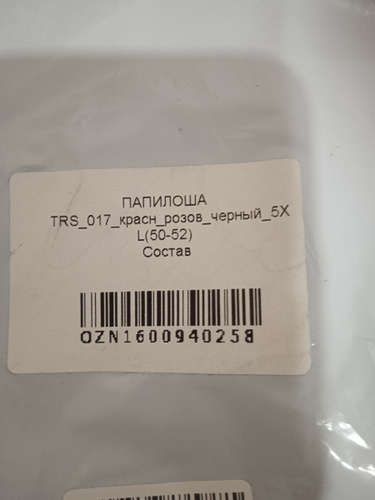 ПАПИЛОША
TRS_017_красн_розов_черный_5X
L(50-52)
Состав
OZN1600940258